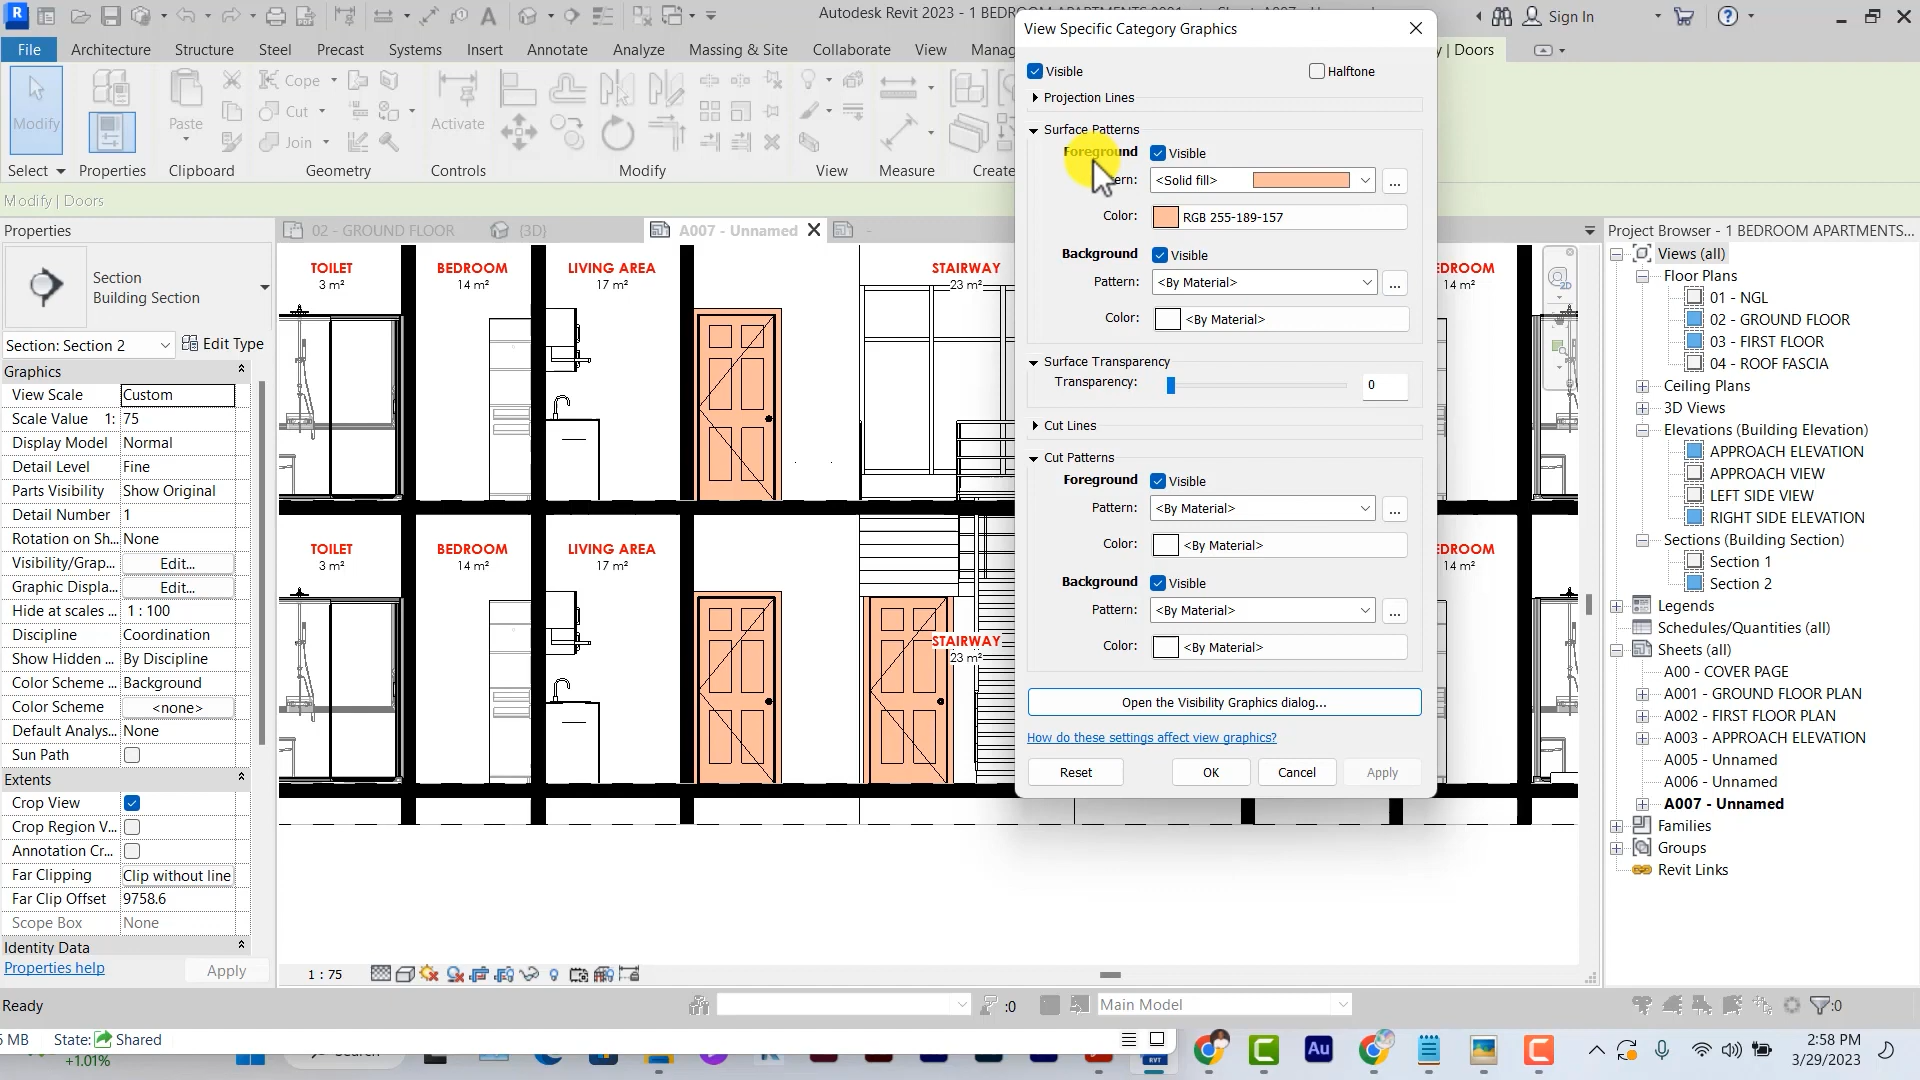 Autodesk Revit 2023 - 1 BEDROOM APARTMENTS
Sign In
File
Architecture
Structure
Steel
Precast
Systems
Insert
Annotate
Analyze
Massing & Site
Collaborate
View
Manag
y | Doors
Modify
Paste
Cope
Cut
Join
Activate
Select
Properties
Clipboard
Geometry
Controls
Modify
View
Measure
Create
Modify | Doors
Properties
02 - GROUND FLOOR
{3D}
A007 - Unnamed
-
Section
Building Section
Section: Section 2
Edit Type
Graphics
View Scale Custom
Scale Value 1: 75
Display Model Normal
Detail Level Fine
Parts Visibility Show Original
Detail Number 1
Rotation on Sh... None
Visibility/Grap... Edit...
Graphic Displa... Edit...
Hide at scales ... 1 : 100
Discipline Coordination
Show Hidden ... By Discipline
Color Scheme ... Background
Color Scheme <none>
Default Analys... None
Sun Path
Extents
Crop View
Crop Region V...
Annotation Cr...
Far Clipping Clip without line
Far Clip Offset 9758.6
Scope Box None
Identity Data
Properties help
Apply
TOILET
3 m²
BEDROOM
14 m²
LIVING AREA
17 m²
STAIRWAY
23 m²
EDROOM
14 m²
TOILET
3 m²
BEDROOM
14 m²
LIVING AREA
17 m²
STAIRWAY
23 m²
EDROOM
14 m²
View Specific Category Graphics
Visible
Halftone
Projection Lines
Surface Patterns
Foreground
Visible
ern: <Solid fill> ...
Color: RGB 255-189-157
Background
Visible
Pattern: <By Material> ...
Color: <By Material>
Surface Transparency
Transparency: 0
Cut Lines
Cut Patterns
Foreground
Visible
Pattern: <By Material> ...
Color: <By Material>
Background
Visible
Pattern: <By Material> ...
Color: <By Material>
Open the Visibility Graphics dialog...
How do these settings affect view graphics?
Reset
OK
Cancel
Apply
Project Browser - 1 BEDROOM APARTMENTS...
Views (all)
Floor Plans
01 - NGL
02 - GROUND FLOOR
03 - FIRST FLOOR
04 - ROOF FASCIA
Ceiling Plans
3D Views
Elevations (Building Elevation)
APPROACH ELEVATION
APPROACH VIEW
LEFT SIDE VIEW
RIGHT SIDE ELEVATION
Sections (Building Section)
Section 1
Section 2
Legends
Schedules/Quantities (all)
Sheets (all)
A00 - COVER PAGE
A001 - GROUND FLOOR PLAN
A002 - FIRST FLOOR PLAN
A003 - APPROACH ELEVATION
A005 - Unnamed
A006 - Unnamed
A007 - Unnamed
Families
Groups
Revit Links
1 : 75
Ready
:0
Main Model
:0
5 MB
State: Shared
+1.01%
Au
RVT
2:58 PM
3/29/2023